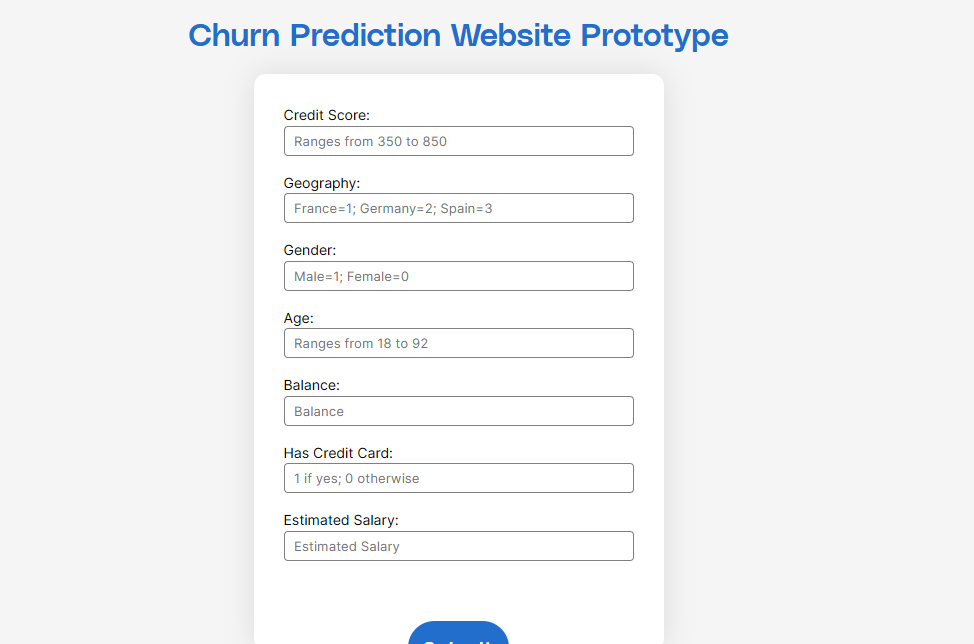 Churn Prediction Website Prototype
Credit Score:
Ranges from 350 to 850
Geography:
France=1; Germany=2; Spain=3
Gender:
Male=1; Female=0
Age:
Ranges from 18 to 92
Balance:
Balance
Has Credit Card:
1 if yes; 0 otherwise
Estimated Salary:
Estimated Salary
Submit